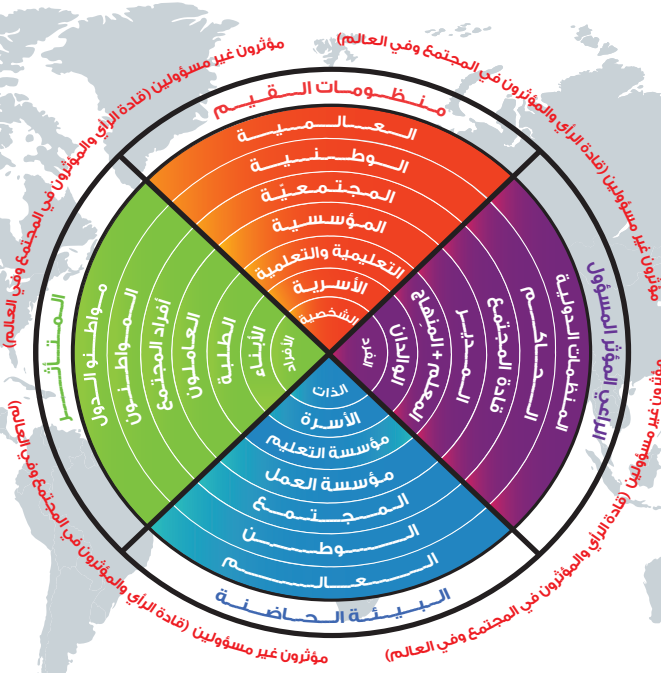 مؤثرون غير مسؤولين (قادة الرأي والمؤثرون في المجتمع وفي العالم)
مؤثرون غير مسؤولين (قادة الرأي والمؤثرون في المجتمع وفي العالم)
منظومات القيم
العالمية
الوطنية
المجتمعيّة
المؤسسية
التعليمية والتعلمية
الأسرية
الشخصية
الراعي المؤثر المسؤول
المنظمات الدولية
الحاكم
قادة المجتمع
المدير
المعلم + المنهاج
الوالدان
الفرد
المتأثر
مواطنو الدول
المواطنون
أفراد المجتمع
العاملون
الطلبة
الأبناء
الأفراد
الذات
الأسرة
مؤسسة التعليم
مؤسسة العمل
المجتمع
الوطن
العالم
البيئة الحاضنة
مؤثرون غير مسؤولين (قادة الرأي والمؤثرون في المجتمع وفي العالم)
مؤثرون غير مسؤولين (قادة الرأي والمؤثرون في المجتمع وفي العالم)